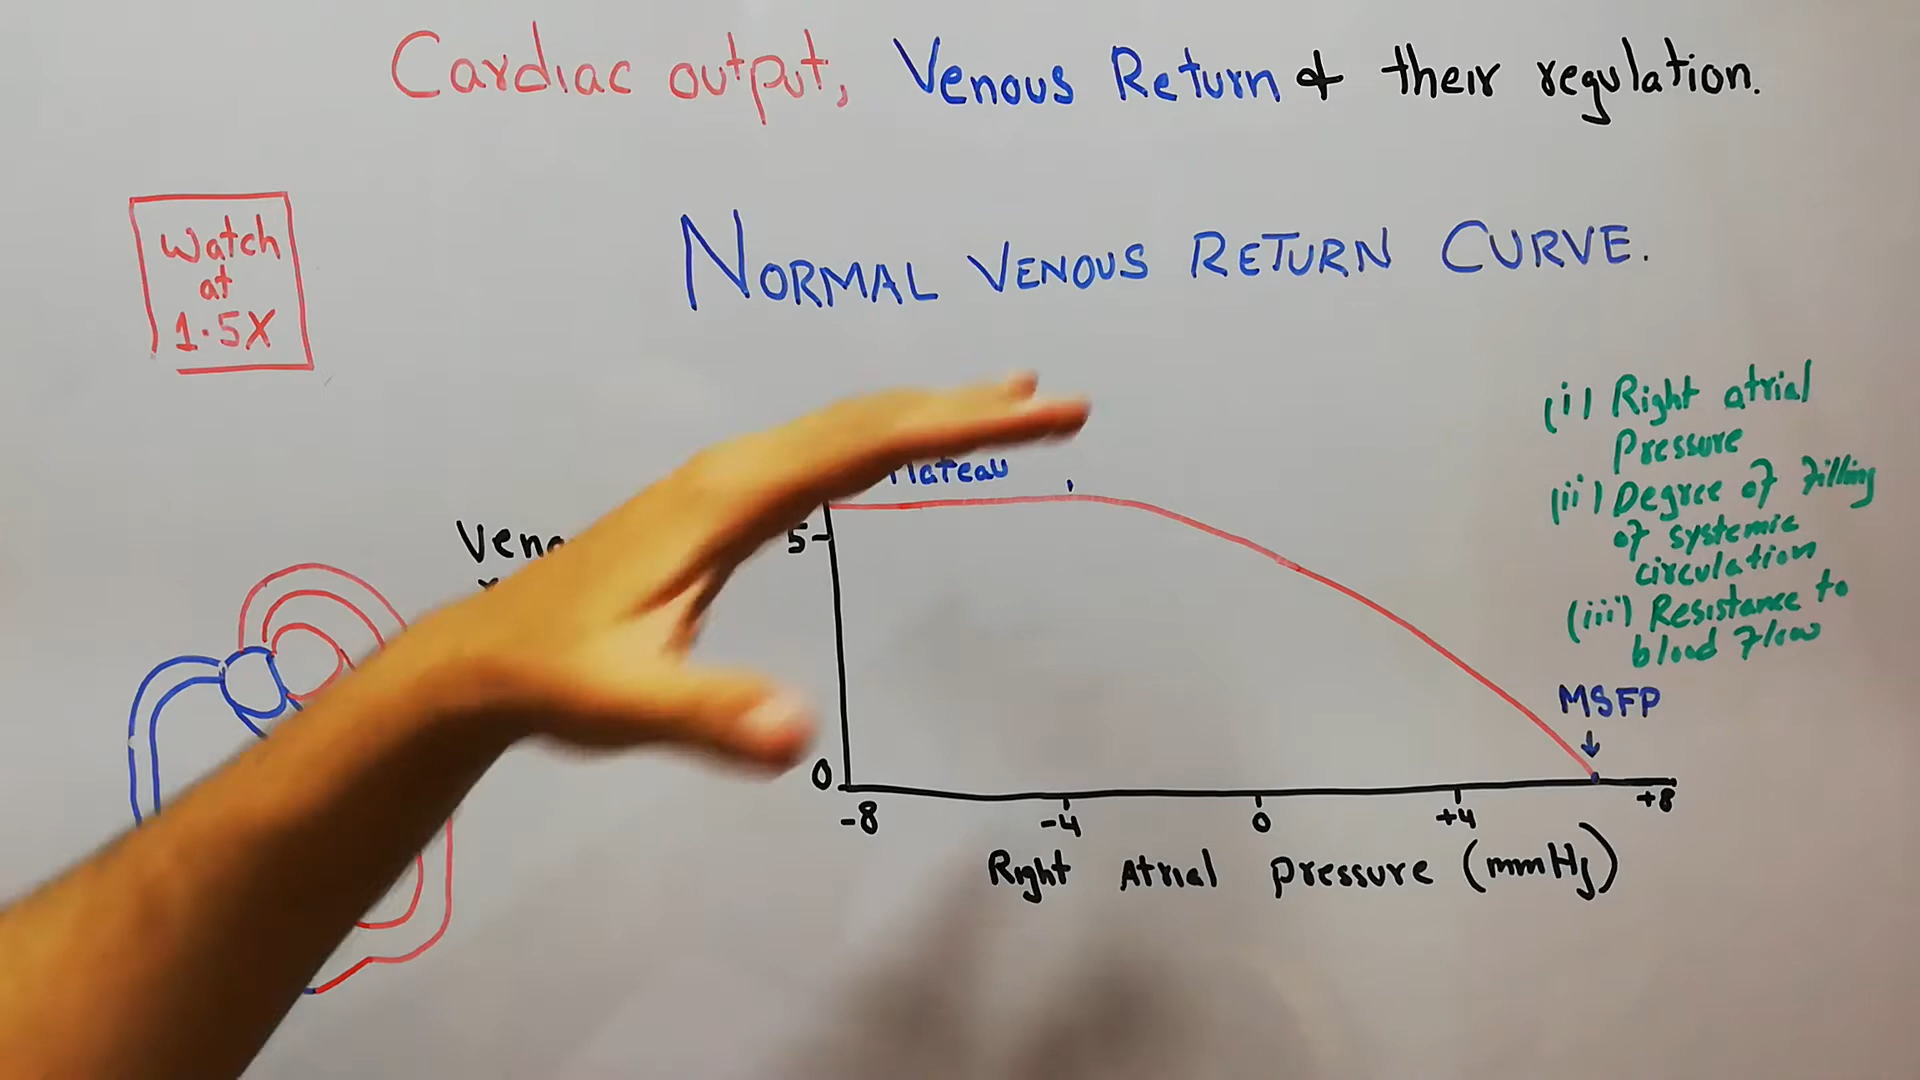 Cardiac output, Venous Return & their regulation.
Watch
at
1.5X
NORMAL VENOUS RETURN CURVE.
(i) Right atrial
Pressure
(ii) Degree of filling
of systemic
circulation
(iii) Resistance to
blood flow
Plateau
5
MSFP
0
-8 -4 0 +4 +8
Right Atrial Pressure (mmHg)